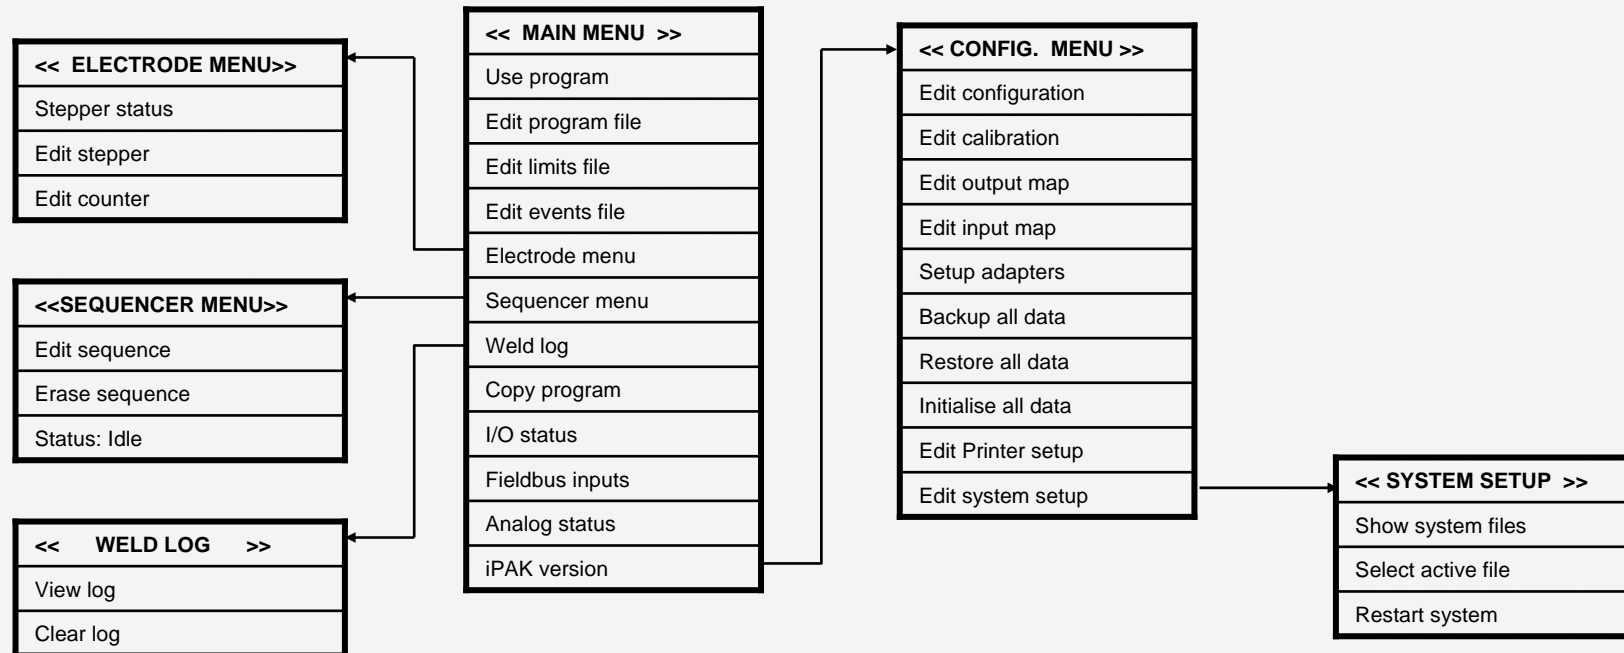 << ELECTRODE MENU>>
Stepper status
Edit stepper
Edit counter
<<SEQUENCER MENU>>
Edit sequence
Erase sequence
Status: Idle
<< WELD LOG >>
View log
Clear log
<< MAIN MENU >>
Use program
Edit program file
Edit limits file
Edit events file
Electrode menu
Sequencer menu
Weld log
Copy program
I/O status
Fieldbus inputs
Analog status
iPAK version
<< CONFIG. MENU >>
Edit configuration
Edit calibration
Edit output map
Edit input map
Setup adapters
Backup all data
Restore all data
Initialise all data
Edit Printer setup
Edit system setup
<< SYSTEM SETUP >>
Show system files
Select active file
Restart system